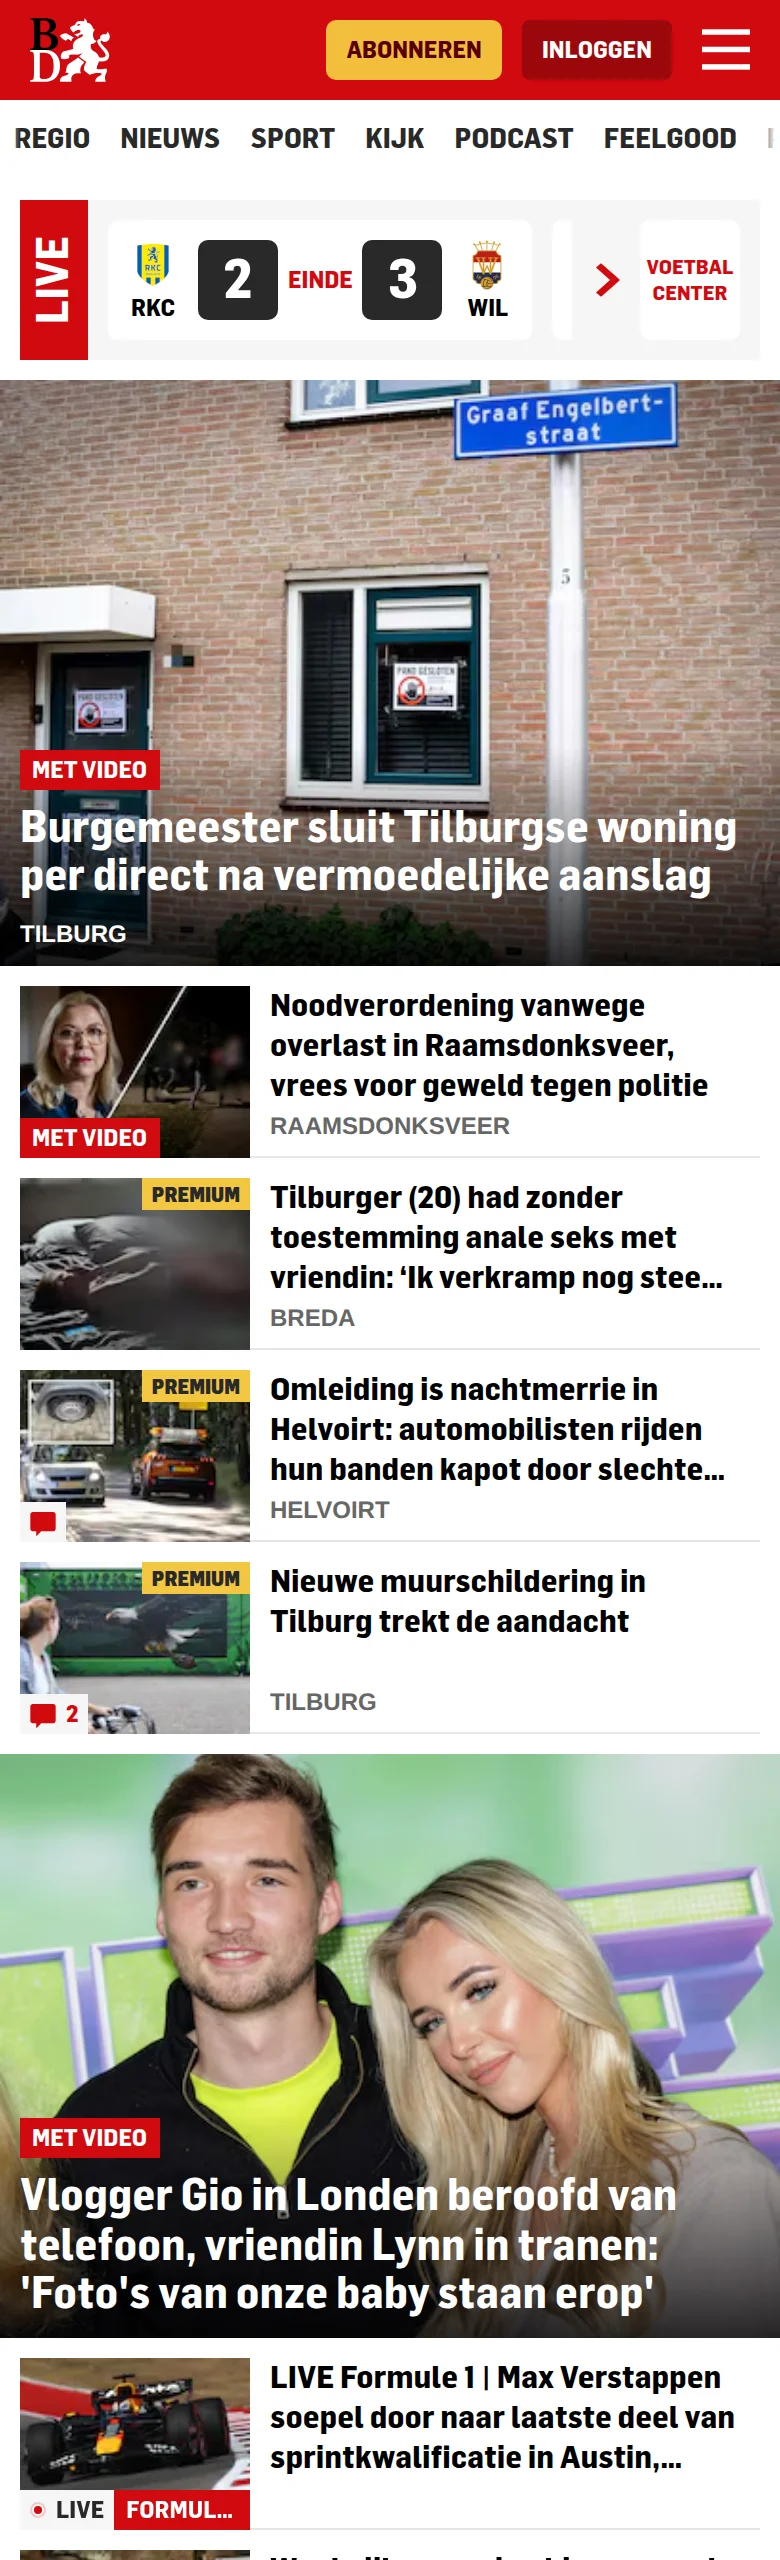 BD
ABONNEREN
INLOGGEN
REGIO NIEUWS SPORT KIJK PODCAST FEELGOOD
LIVE
RKC
2
EINDE
3
WIL
VOETBAL
CENTER
Graaf Engelbert-
straat
5
PAND GESLOTEN
PAND GESLOTEN
MET VIDEO
Burgemeester sluit Tilburgse woning
per direct na vermoedelijke aanslag
TILBURG
MET VIDEO
Noodverordening vanwege
overlast in Raamsdonksveer,
vrees voor geweld tegen politie
RAAMSDONKSVEER
PREMIUM
Tilburger (20) had zonder
toestemming anale seks met
vriendin: ‘Ik verkramp nog stee...
BREDA
PREMIUM
Omleiding is nachtmerrie in
Helvoirt: automobilisten rijden
hun banden kapot door slechte...
HELVOIRT
PREMIUM
2
Nieuwe muurschildering in
Tilburg trekt de aandacht
TILBURG
MET VIDEO
Vlogger Gio in Londen beroofd van
telefoon, vriendin Lynn in tranen:
'Foto's van onze baby staan erop'
LIVE FORMUL...
LIVE Formule 1 | Max Verstappen
soepel door naar laatste deel van
sprintkwalificatie in Austin,...